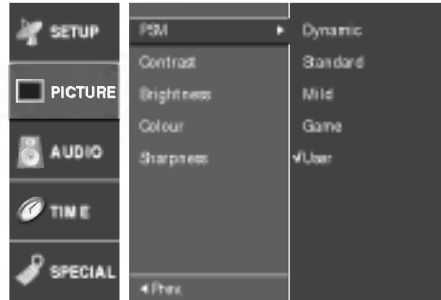 SETUP
PICTURE
AUDIO
TIME
SPECIAL
PSM ▶
Contrast
Brightness
Colour
Sharpness
◀Prev.
Dynamic
Standard
Mild
Game
✓User